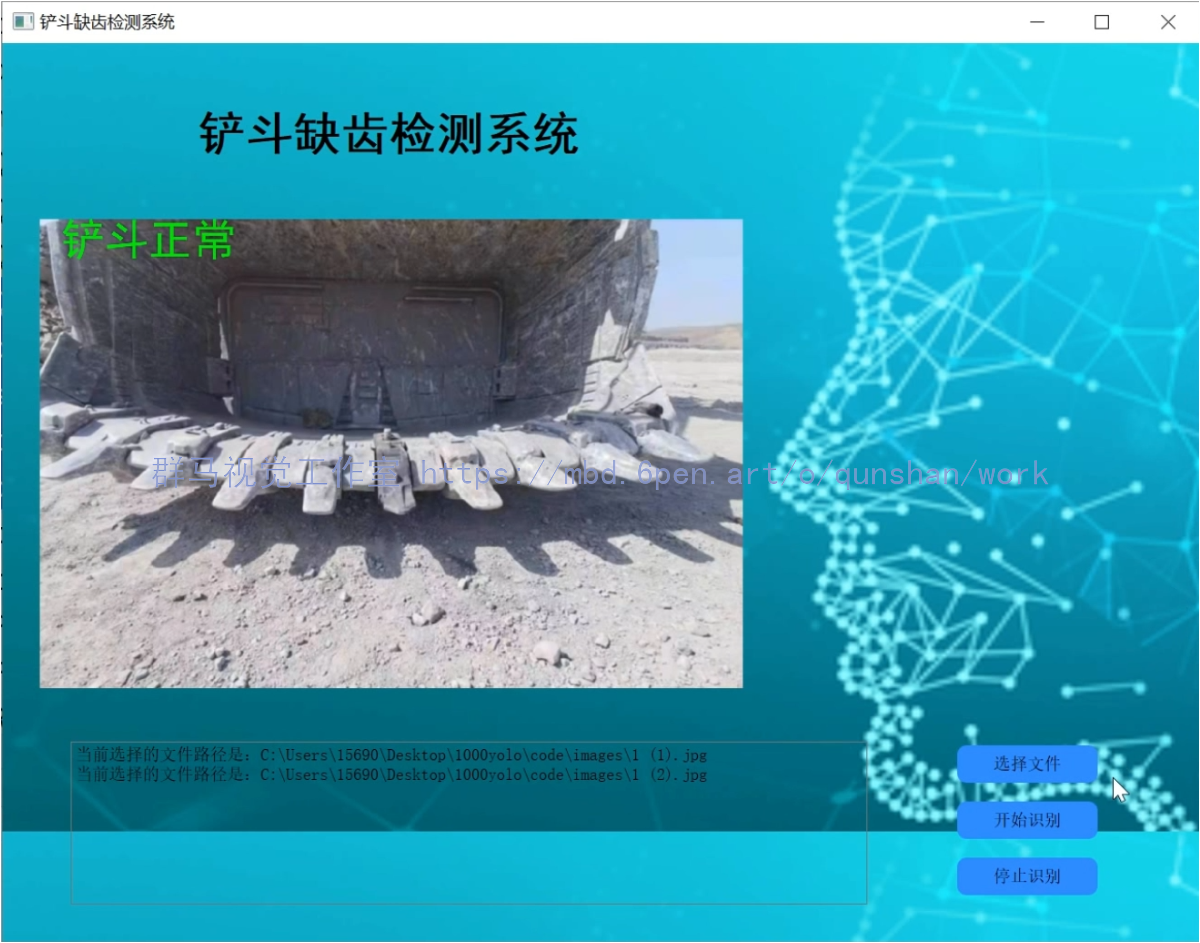 铲斗缺齿检测系统
铲斗缺齿检测系统
铲斗正常
群马视觉工作室 https://mbd.6pen.art/o/qunshan/work
当前选择的文件路径是：C:\Users\15690\Desktop\1000yolo\code\images\1 (1).jpg
当前选择的文件路径是：C:\Users\15690\Desktop\1000yolo\code\images\1 (2).jpg
选择文件
开始识别
停止识别